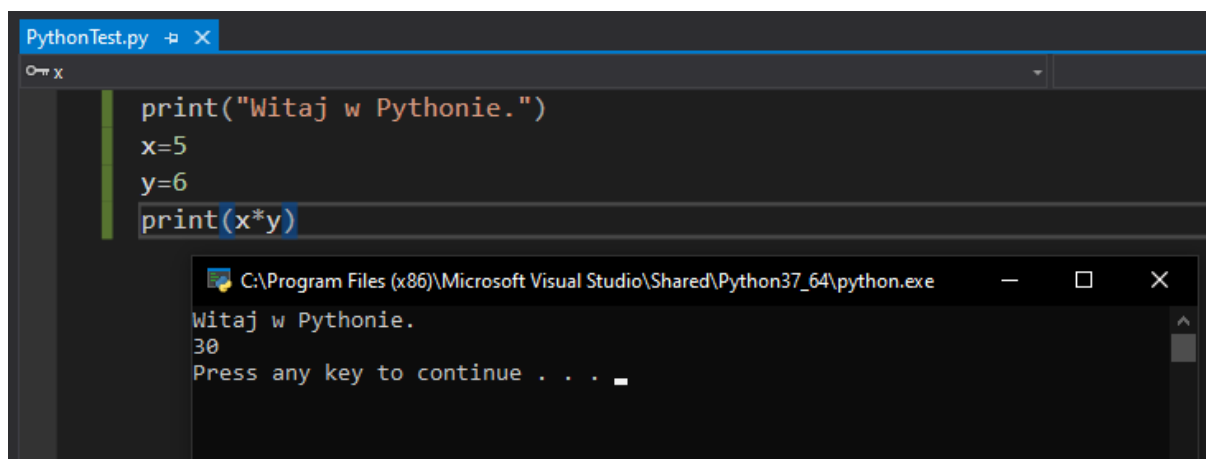 PythonTest.py
x
print("Witaj w Pythonie.")
x=5
y=6
print(x*y)
C:\Program Files (x86)\Microsoft Visual Studio\Shared\Python37_64\python.exe
Witaj w Pythonie.
30
Press any key to continue . . .